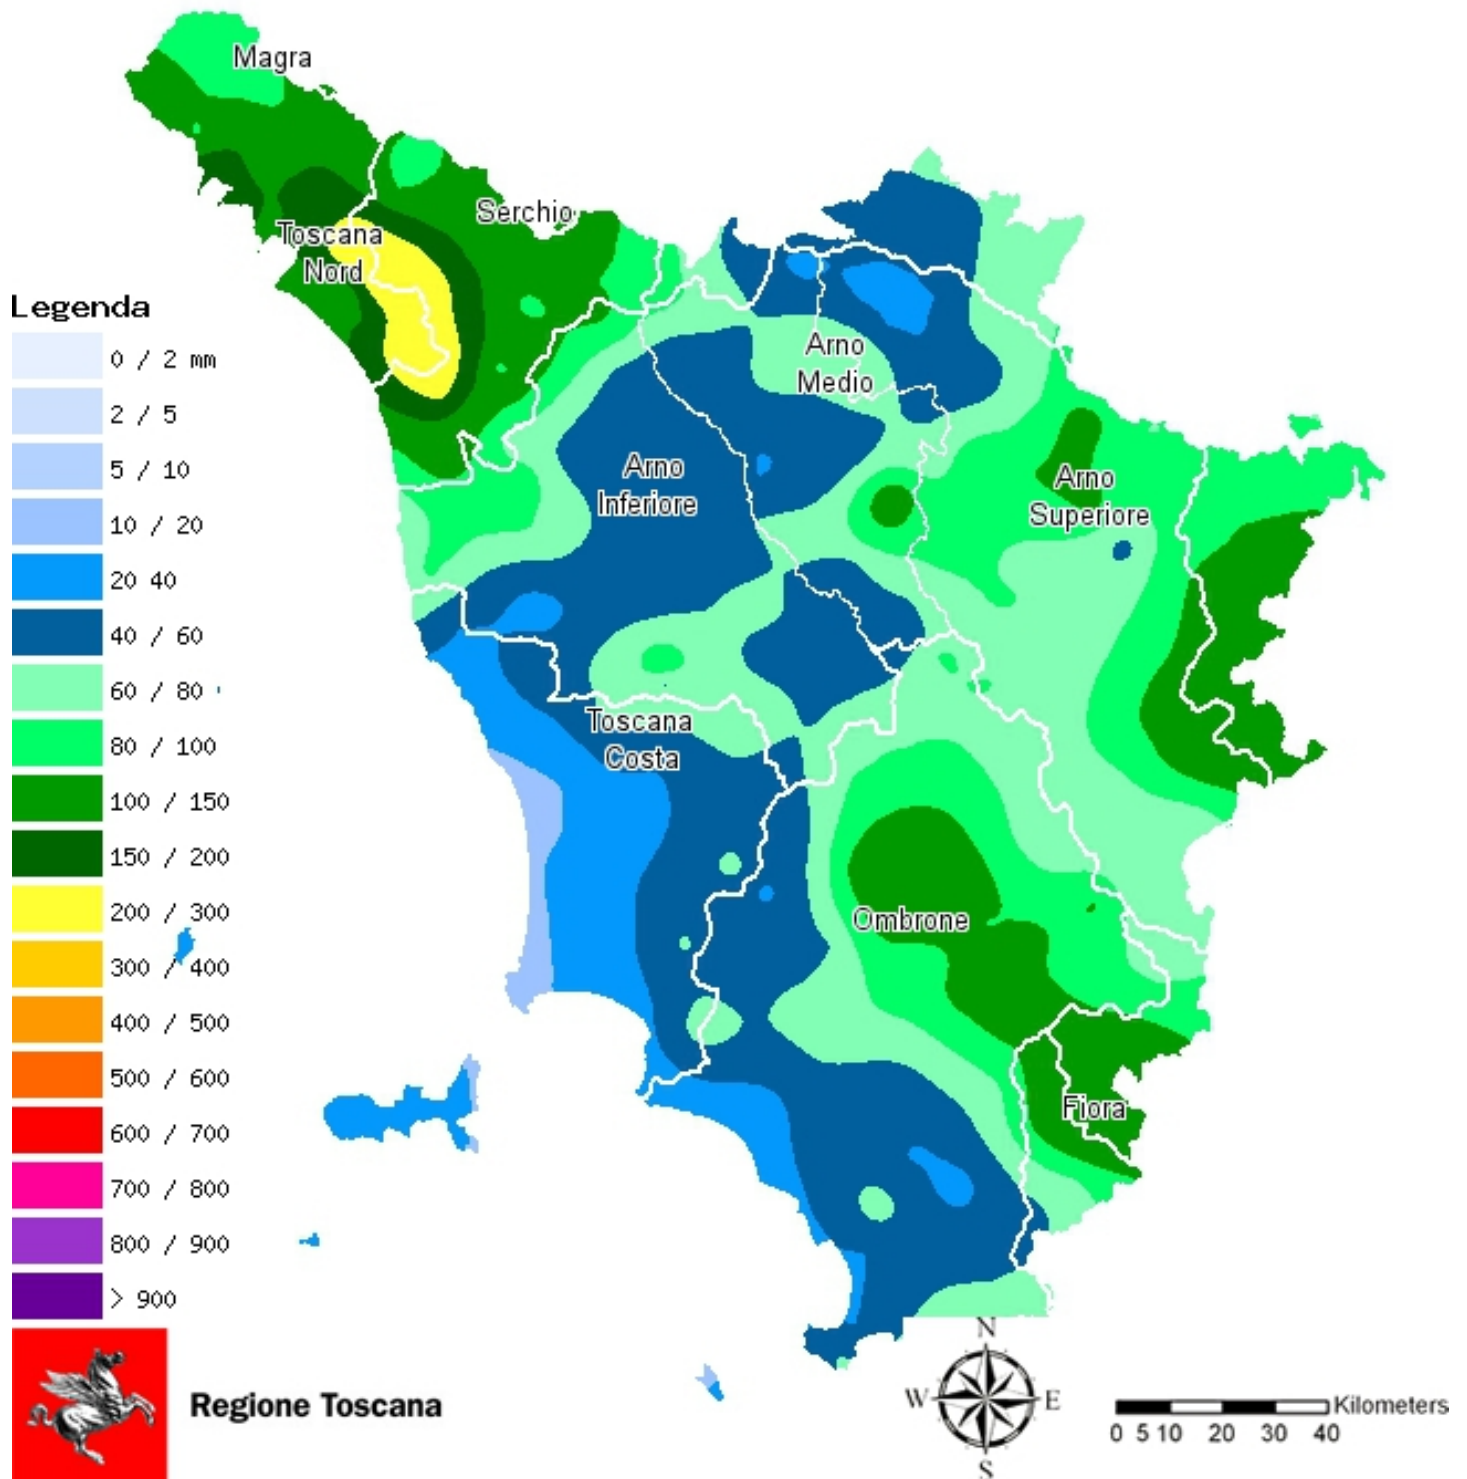 Magra
Serchio
Toscana
Nord
Legenda
0 / 2 mm
2 / 5
5 / 10
10 / 20
20 40
40 / 60
60 / 80
80 / 100
100 / 150
150 / 200
200 / 300
300 / 400
400 / 500
500 / 600
600 / 700
700 / 800
800 / 900
> 900
Arno
Medio
Arno
Inferiore
Arno
Superiore
Toscana
Costa
Ombrone
Fiora
Regione Toscana
N
W E
S
Kilometers
0 5 10 20 30 40